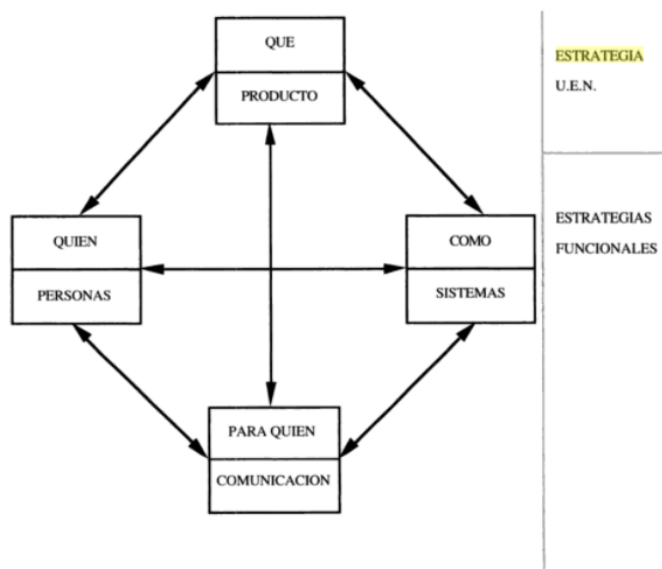 QUE
PRODUCTO
ESTRATEGIA
U.E.N.
QUIEN
PERSONAS
COMO
SISTEMAS
ESTRATEGIAS
FUNCIONALES
PARA QUIEN
COMUNICACION